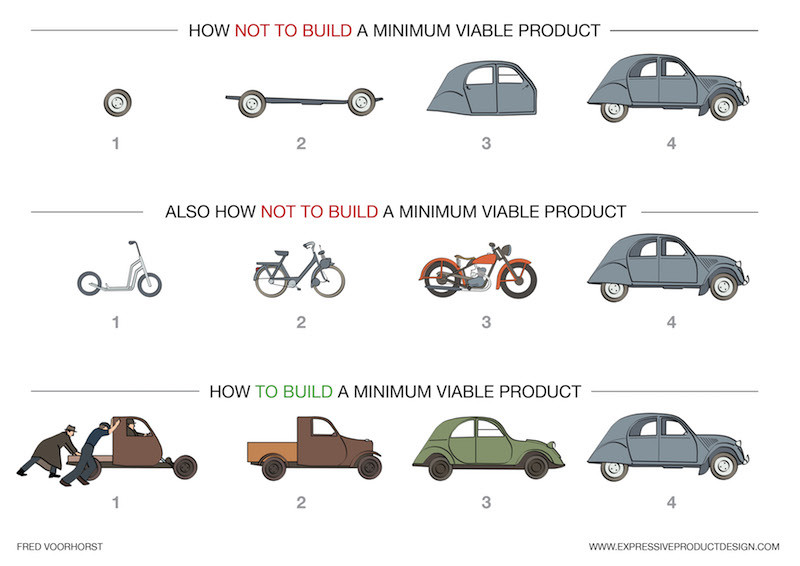 HOW NOT TO BUILD A MINIMUM VIABLE PRODUCT
1 2 3 4
ALSO HOW NOT TO BUILD A MINIMUM VIABLE PRODUCT
1 2 3 4
HOW TO BUILD A MINIMUM VIABLE PRODUCT
1 2 3 4
FRED VOORHORST WWW.EXPRESSIVEPRODUCTDESIGN.COM